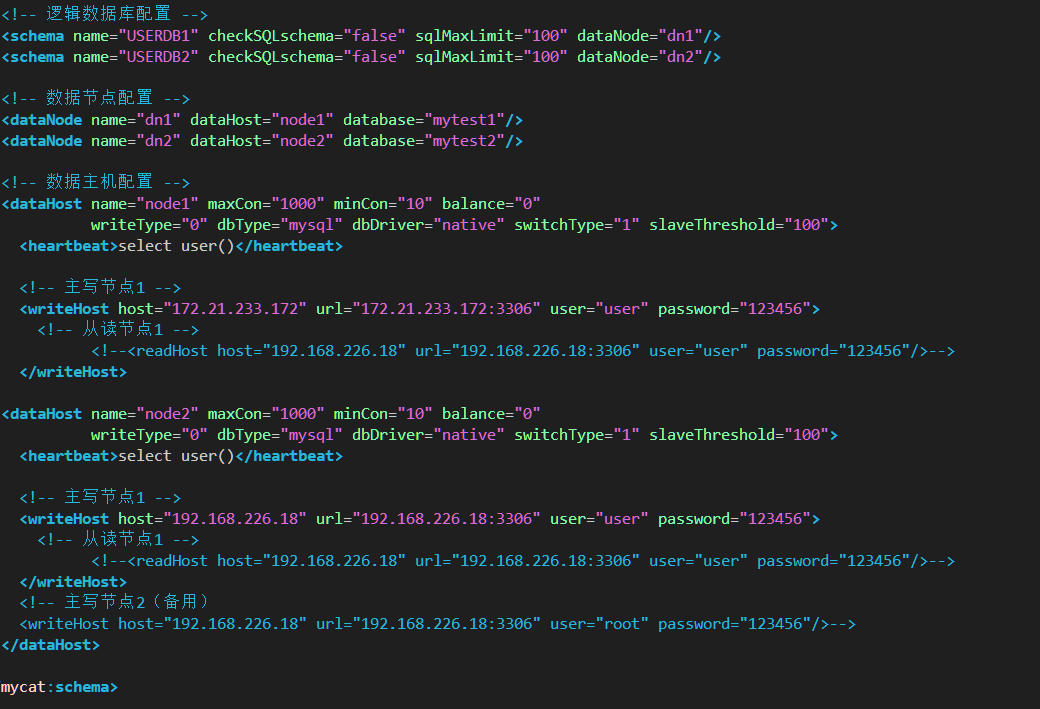 <!-- 逻辑数据库配置 -->
<schema name="USERDB1" checkSQLschema="false" sqlMaxLimit="100" dataNode="dn1"/>
<schema name="USERDB2" checkSQLschema="false" sqlMaxLimit="100" dataNode="dn2"/>
<!-- 数据节点配置 -->
<dataNode name="dn1" dataHost="node1" database="mytest1"/>
<dataNode name="dn2" dataHost="node2" database="mytest2"/>
<!-- 数据主机配置 -->
<dataHost name="node1" maxCon="1000" minCon="10" balance="0"
writeType="0" dbType="mysql" dbDriver="native" switchType="1" slaveThreshold="100">
<heartbeat>select user()</heartbeat>
<!-- 主写节点1 -->
<writeHost host="172.21.233.172" url="172.21.233.172:3306" user="user" password="123456">
<!-- 从读节点1 -->
<!--<readHost host="192.168.226.18" url="192.168.226.18:3306" user="user" password="123456"/>-->
</writeHost>
<dataHost name="node2" maxCon="1000" minCon="10" balance="0"
writeType="0" dbType="mysql" dbDriver="native" switchType="1" slaveThreshold="100">
<heartbeat>select user()</heartbeat>
<!-- 主写节点1 -->
<writeHost host="192.168.226.18" url="192.168.226.18:3306" user="user" password="123456">
<!-- 从读节点1 -->
<!--<readHost host="192.168.226.18" url="192.168.226.18:3306" user="user" password="123456"/>-->
</writeHost>
<!-- 主写节点2（备用）
<writeHost host="192.168.226.18" url="192.168.226.18:3306" user="root" password="123456"/>-->
</dataHost>
mycat:schema>